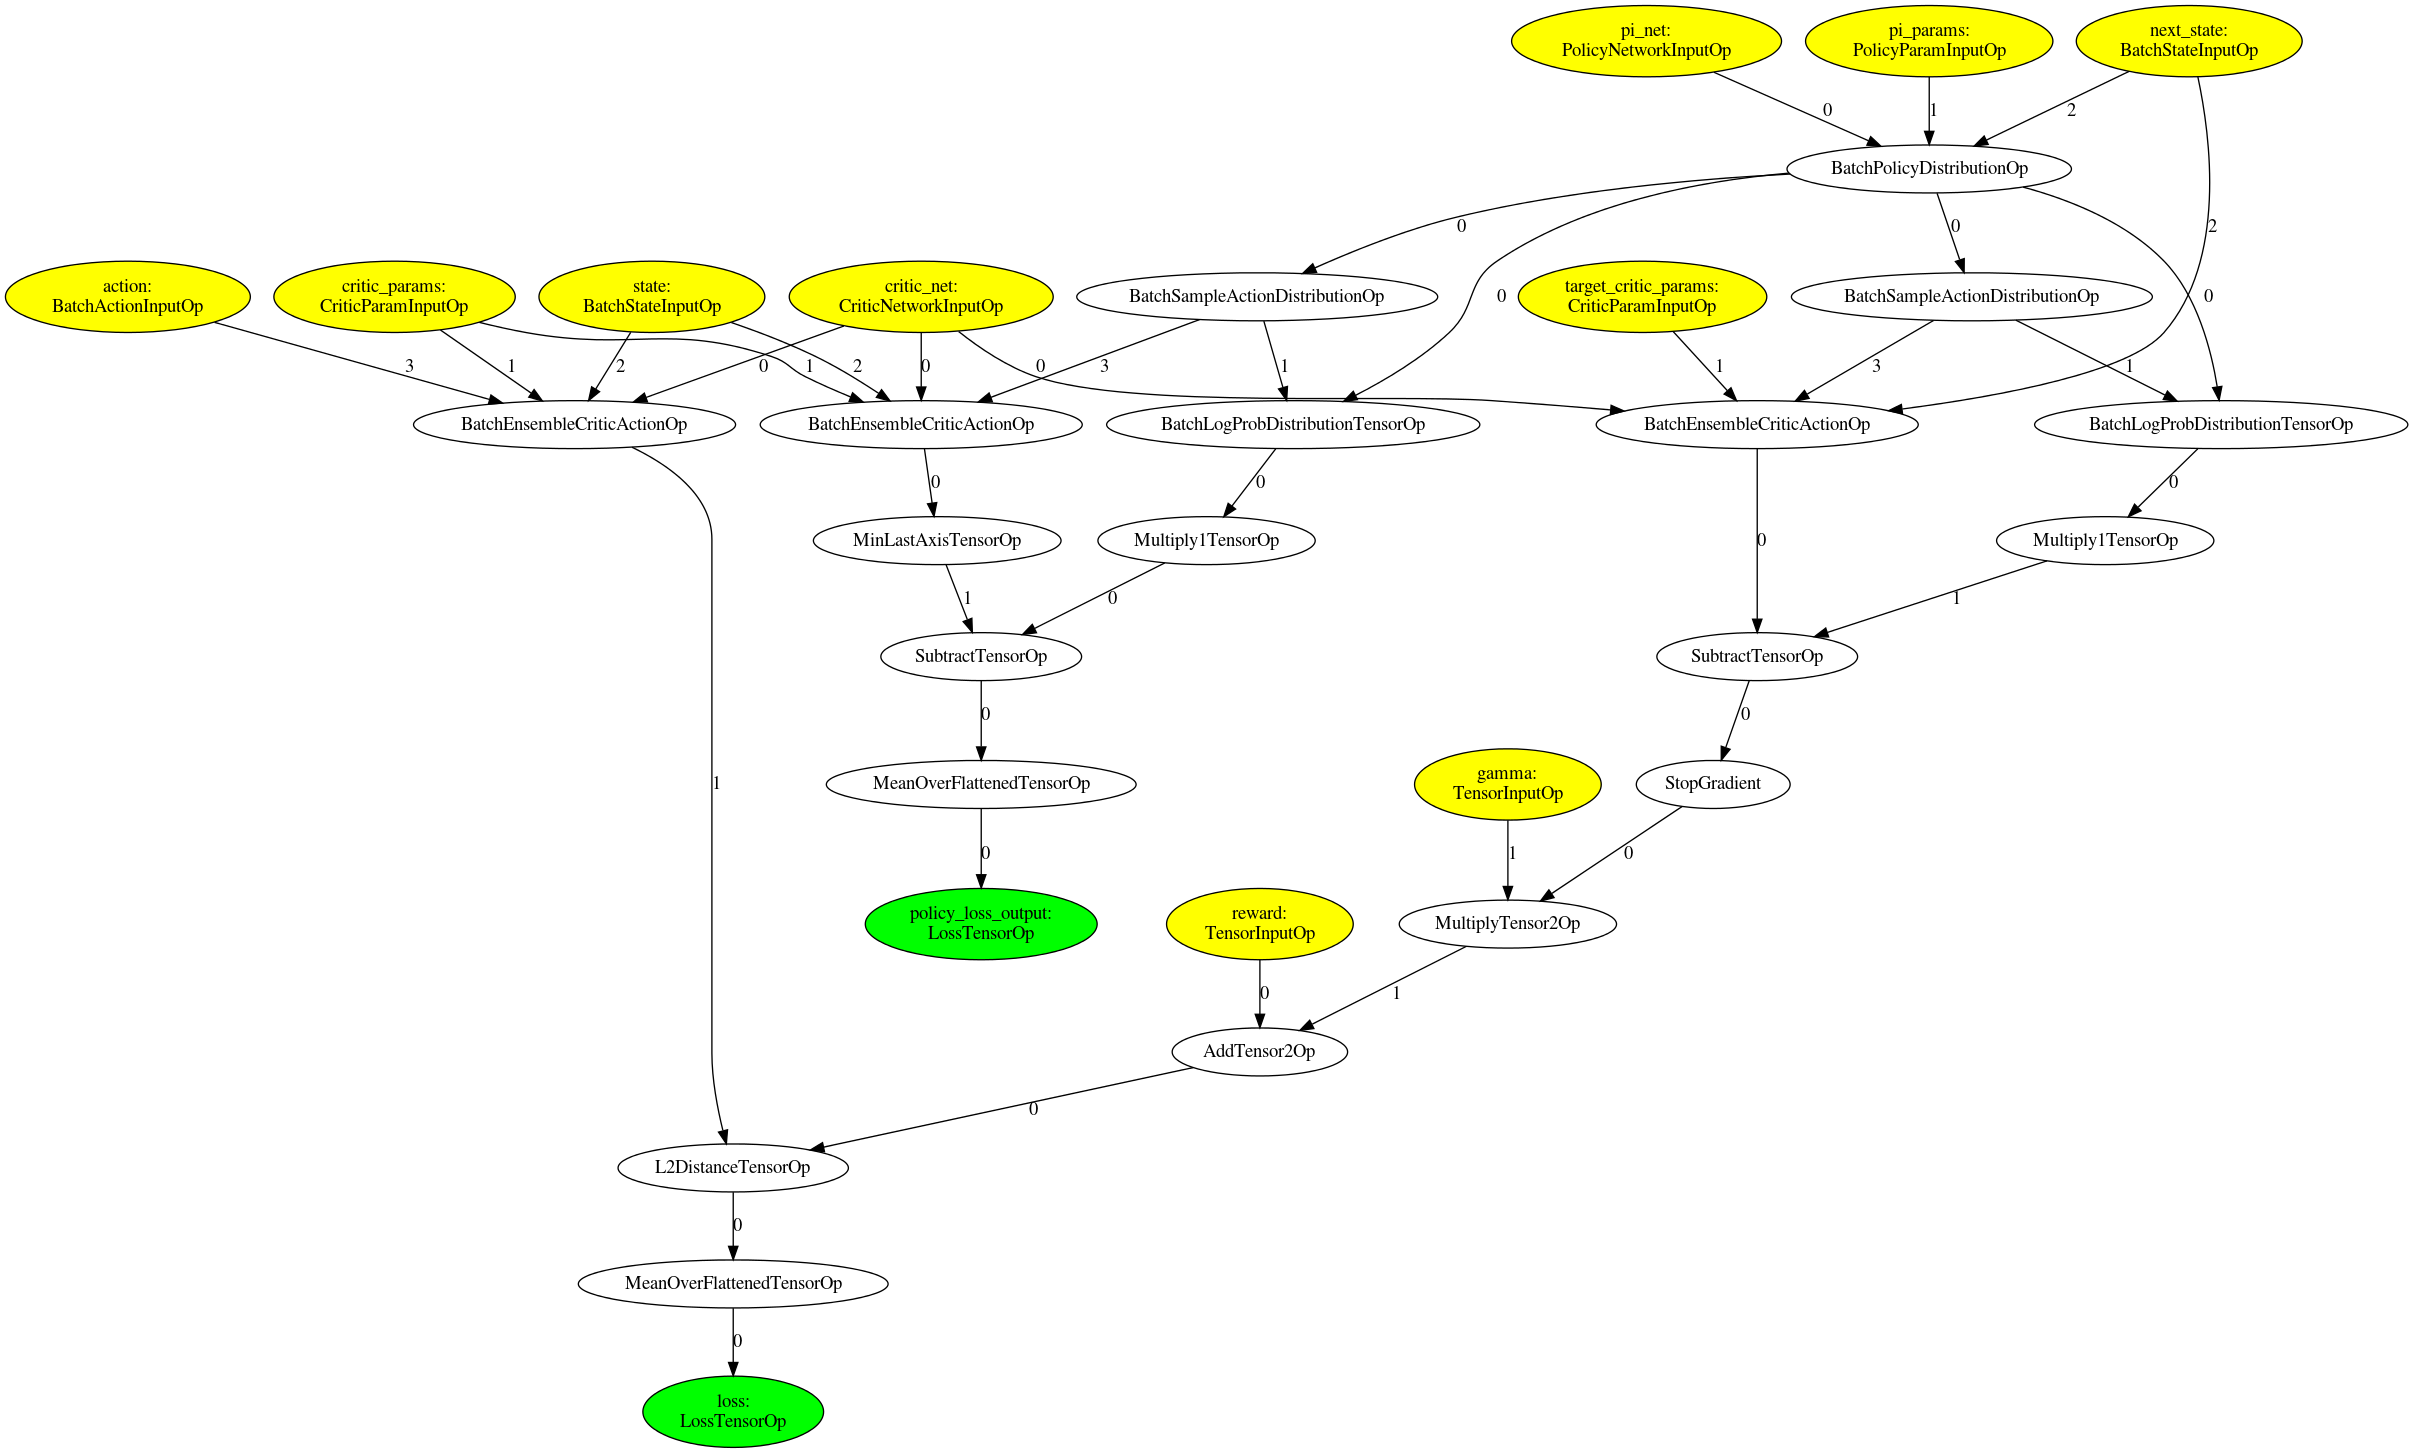 pi_net:
PolicyNetworkInputOp
pi_params:
PolicyParamInputOp
next_state:
BatchStateInputOp
0
1
2
BatchPolicyDistributionOp
0
0
2
action:
BatchActionInputOp
critic_params:
CriticParamInputOp
state:
BatchStateInputOp
critic_net:
CriticNetworkInputOp
BatchSampleActionDistributionOp
0
target_critic_params:
CriticParamInputOp
BatchSampleActionDistributionOp
0
3
1
2
0
1
2
0
0
3
1
1
3
1
BatchEnsembleCriticActionOp
BatchEnsembleCriticActionOp
BatchLogProbDistributionTensorOp
BatchEnsembleCriticActionOp
BatchLogProbDistributionTensorOp
0
0
0
MinLastAxisTensorOp
Multiply1TensorOp
0
Multiply1TensorOp
1
0
1
SubtractTensorOp
SubtractTensorOp
0
0
1
MeanOverFlattenedTensorOp
gamma:
TensorInputOp
StopGradient
0
1
0
policy_loss_output:
LossTensorOp
reward:
TensorInputOp
MultiplyTensor2Op
0
1
AddTensor2Op
0
L2DistanceTensorOp
0
MeanOverFlattenedTensorOp
0
loss:
LossTensorOp